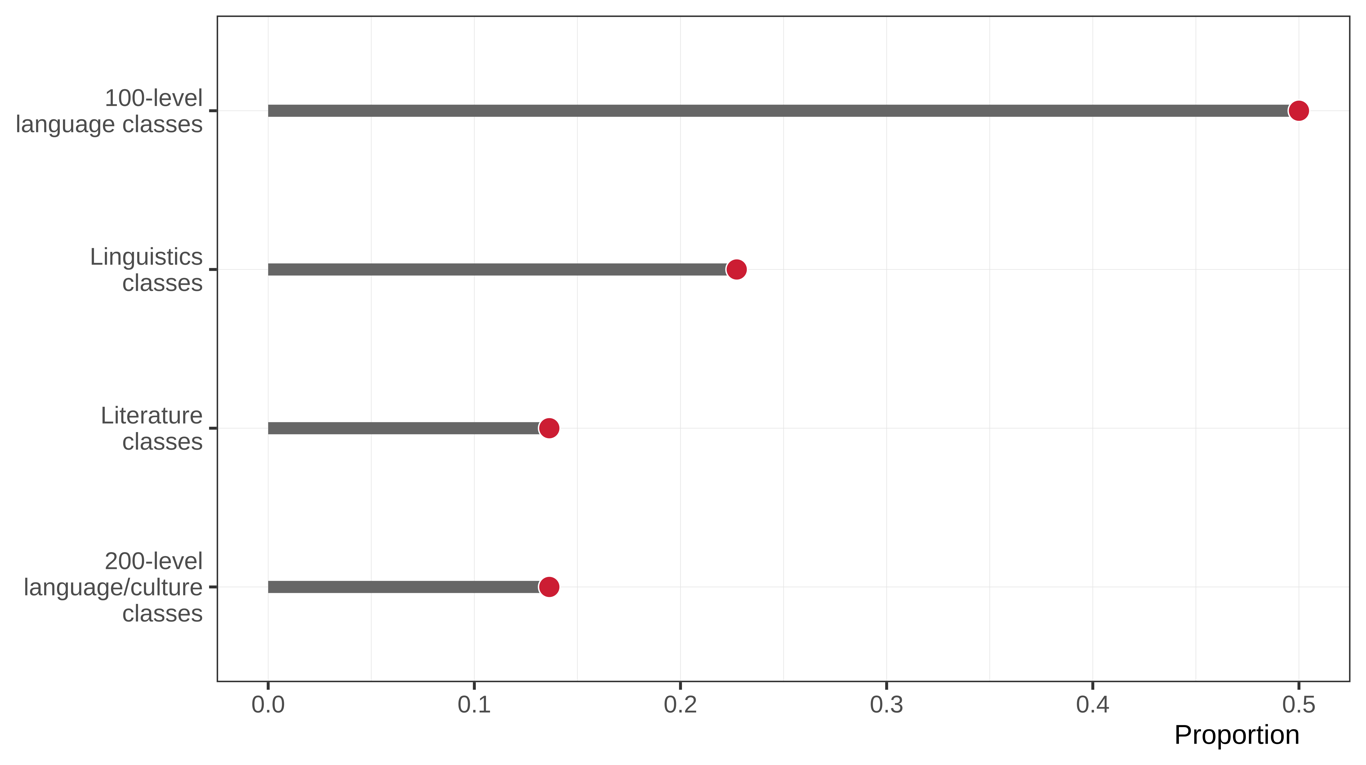 100-level
language classes
Linguistics
classes
Literature
classes
200-level
language/culture
classes
0.0 0.1 0.2 0.3 0.4 0.5
Proportion